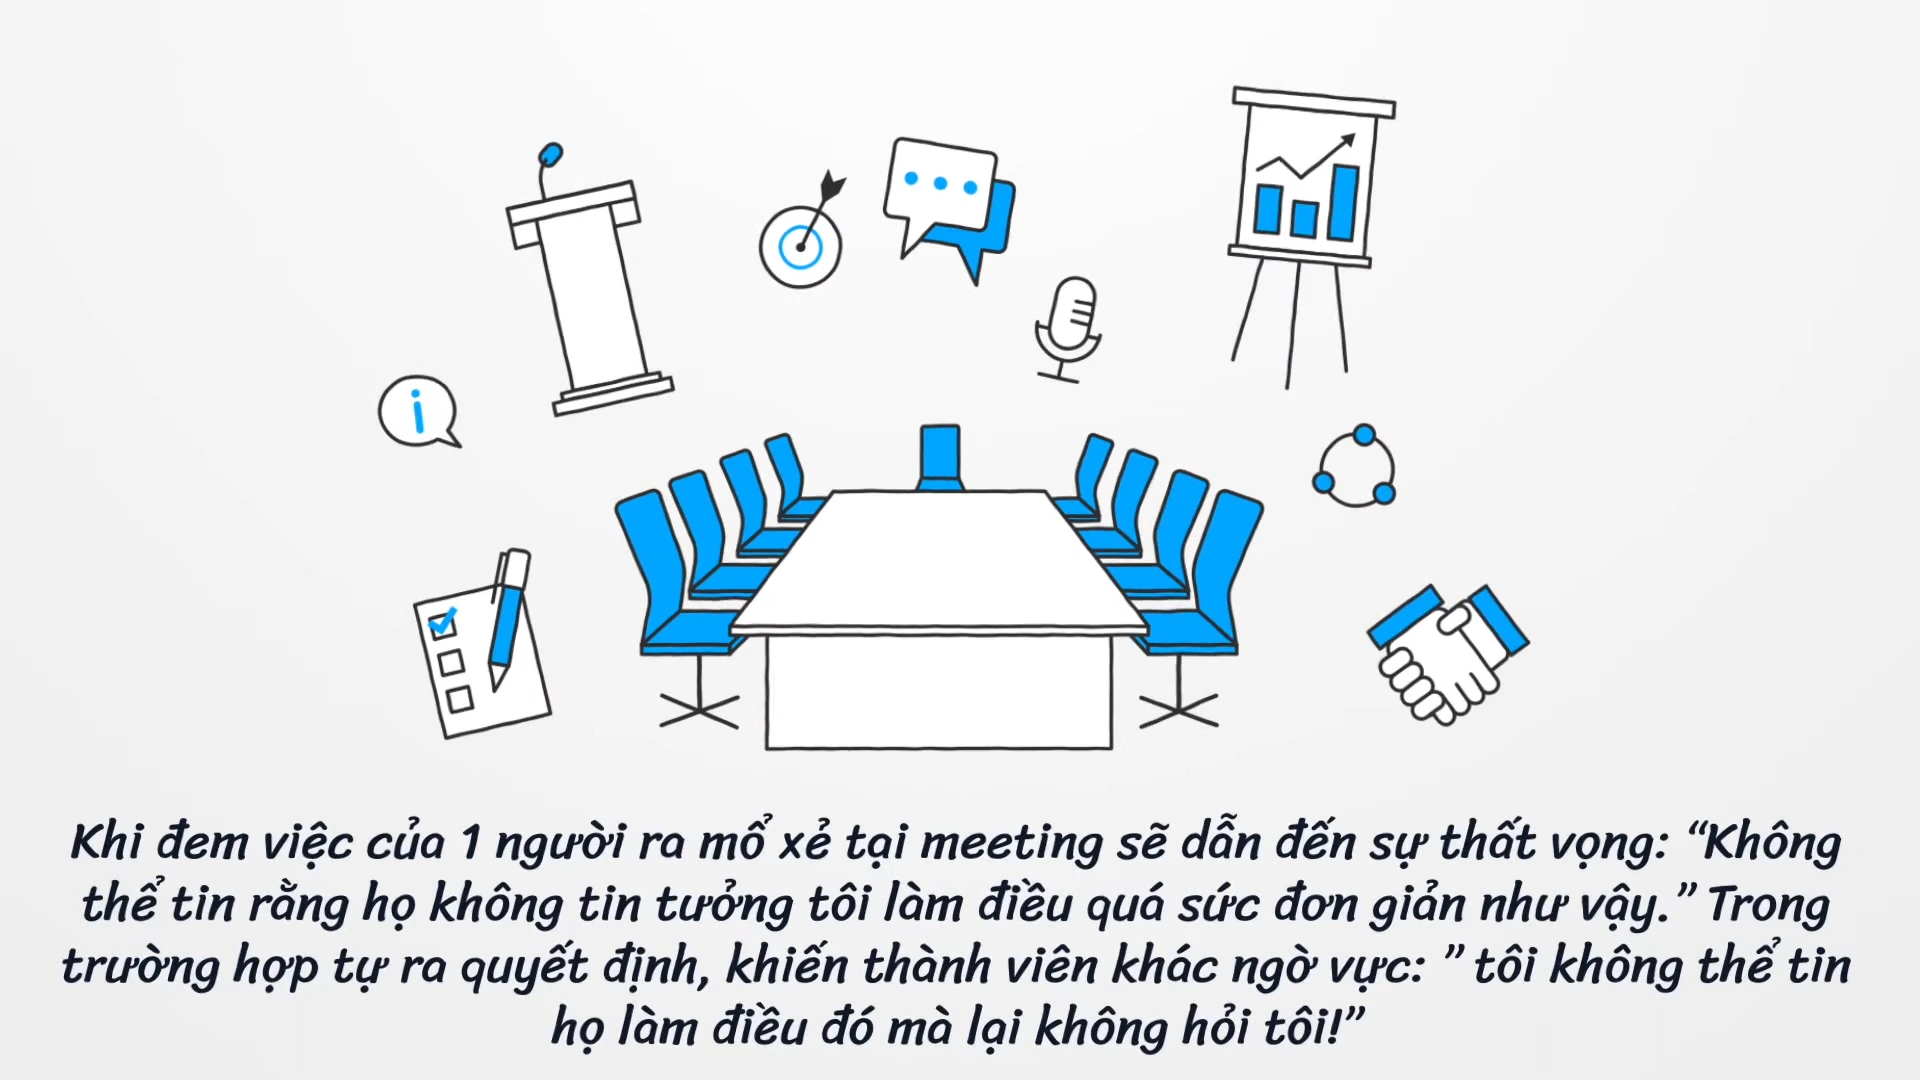 i
Khi đem việc của 1 người ra mổ xẻ tại meeting sẽ dẫn đến sự thất vọng: “Không
thể tin rằng họ không tin tưởng tôi làm điều quá sức đơn giản như vậy.” Trong
trường hợp tự ra quyết định, khiến thành viên khác ngờ vực: ” tôi không thể tin
họ làm điều đó mà lại không hỏi tôi!”